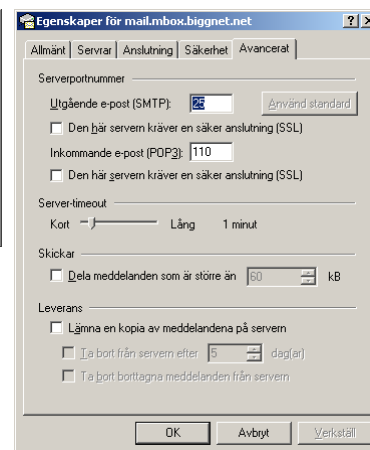 Egenskaper för mail.mbox.biggnet.net
Allmänt Servrar Anslutning Säkerhet Avancerat
Serverportnummer
Utgående e-post (SMTP): 25 Använd standard
Den här servern kräver en säker anslutning (SSL)
Inkommande e-post (POP3): 110
Den här servern kräver en säker anslutning (SSL)
Server-timeout
Kort Lång 1 minut
Skickar
Dela meddelanden som är större än 60 kB
Leverans
Lämna en kopia av meddelandena på servern
Ta bort från servern efter 5 dag(ar)
Ta bort borttagna meddelanden från servern
OK Avbryt Verkställ